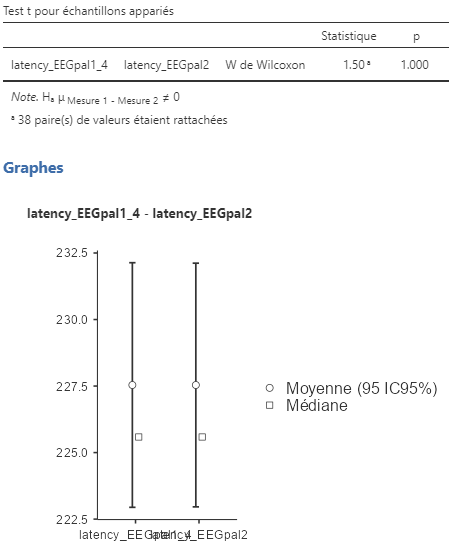 Test t pour échantillons appariés
Statistique p
latency_EEGpal1_4 latency_EEGpal2 W de Wilcoxon 1.50 ᵃ 1.000
Note. Hₐ μ Mesure 1 - Mesure 2 ≠ 0
ᵃ 38 paire(s) de valeurs étaient rattachées
Graphes
latency_EEGpal1_4 - latency_EEGpal2
232.5
230.0
227.5
225.0
222.5
Moyenne (95 IC95%)
Médiane
latency_EEGpal1_4 latency_EEGpal2